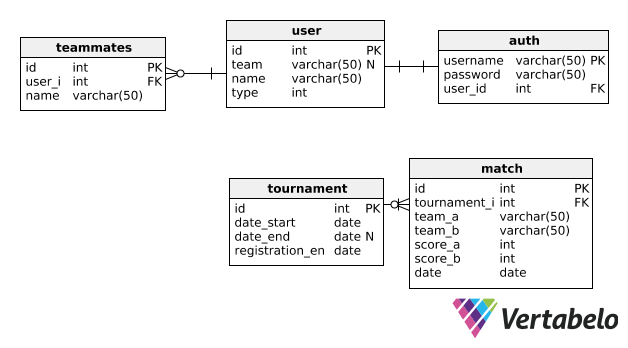 teammates
id int PK
user_i int FK
name varchar(50)
user
id int PK
team varchar(50) N
name varchar(50)
type int
auth
username varchar(50) PK
password varchar(50)
user_id int FK
tournament
id int PK
date_start date
date_end date N
registration_en date
match
id int PK
tournament_i int FK
team_a varchar(50)
team_b varchar(50)
score_a int
score_b int
date date
Vertabelo